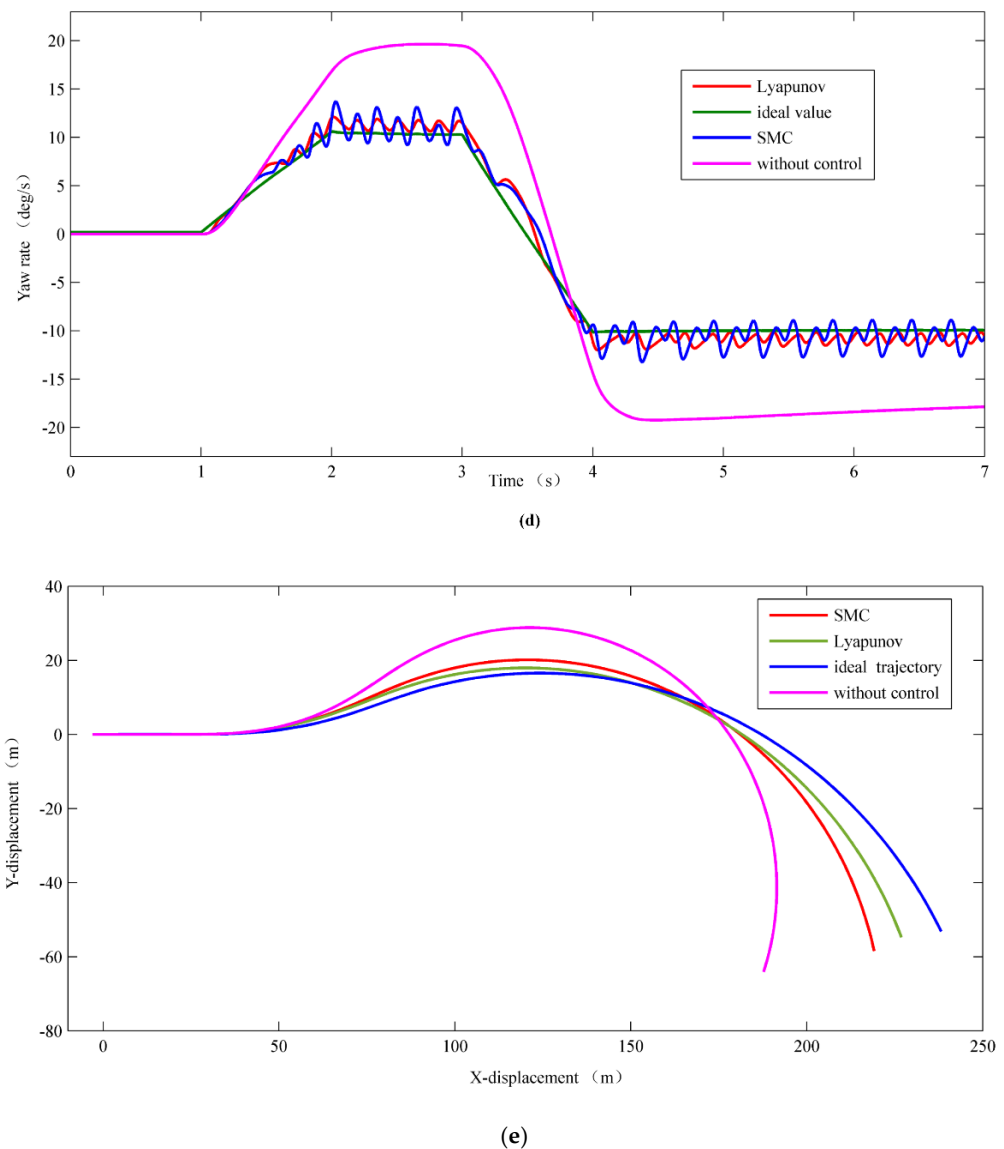 20
15
10
5
0
-5
-10
-15
-20
Yaw rate （deg/s）
Lyapunov
ideal value
SMC
without control
0 1 2 3 4 5 6 7
Time （s）
(d)
40
20
0
-20
-40
-60
-80
Y-displacement （m）
SMC
Lyapunov
ideal trajectory
without control
0 50 100 150 200 250
X-displacement （m）
(e)